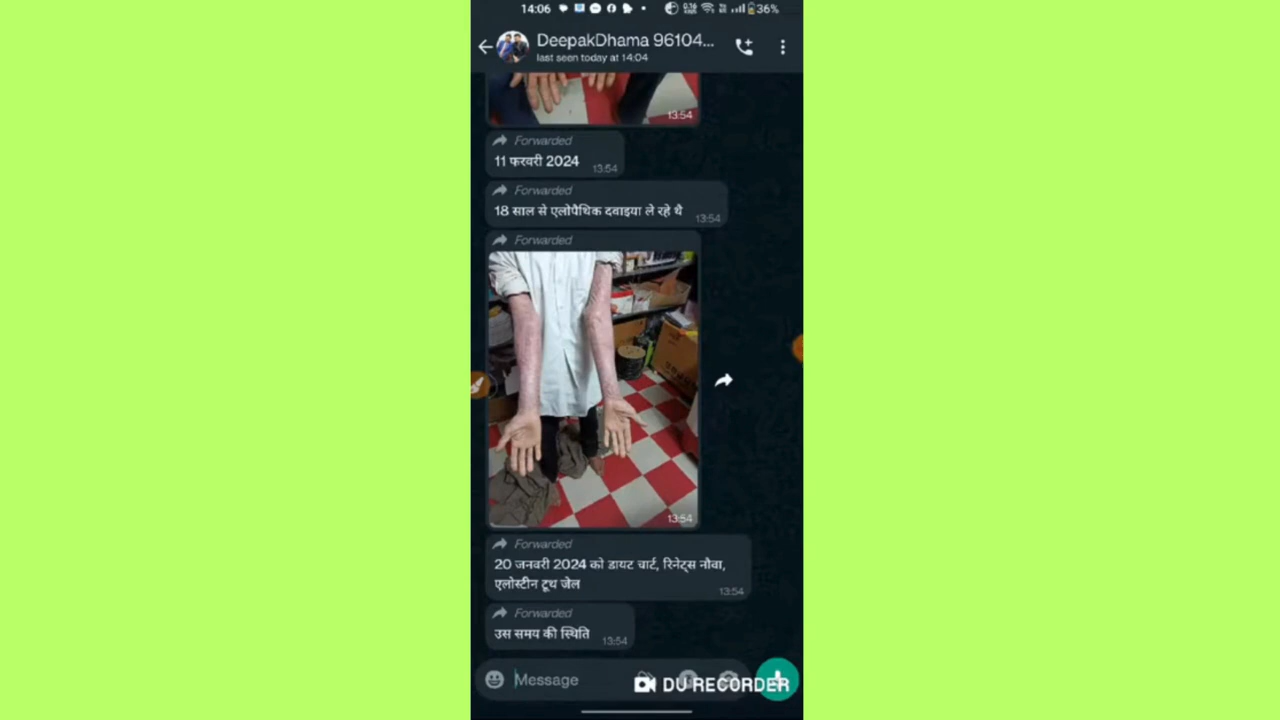 14:06
36%
DeepakDhama 96104...
last seen today at 14:04
13:54
Forwarded
11 फरवरी 2024 13:54
Forwarded
18 साल से एलोपैथिक दवाइया ले रहे थै 13:54
Forwarded
13:54
Forwarded
20 जनवरी 2024 को डायट चार्ट, रिनेट्स नौवा,
एलोस्टीन टूथ जेल
13:54
Forwarded
उस समय की स्थिति 13:54
Message
DU RECORDER